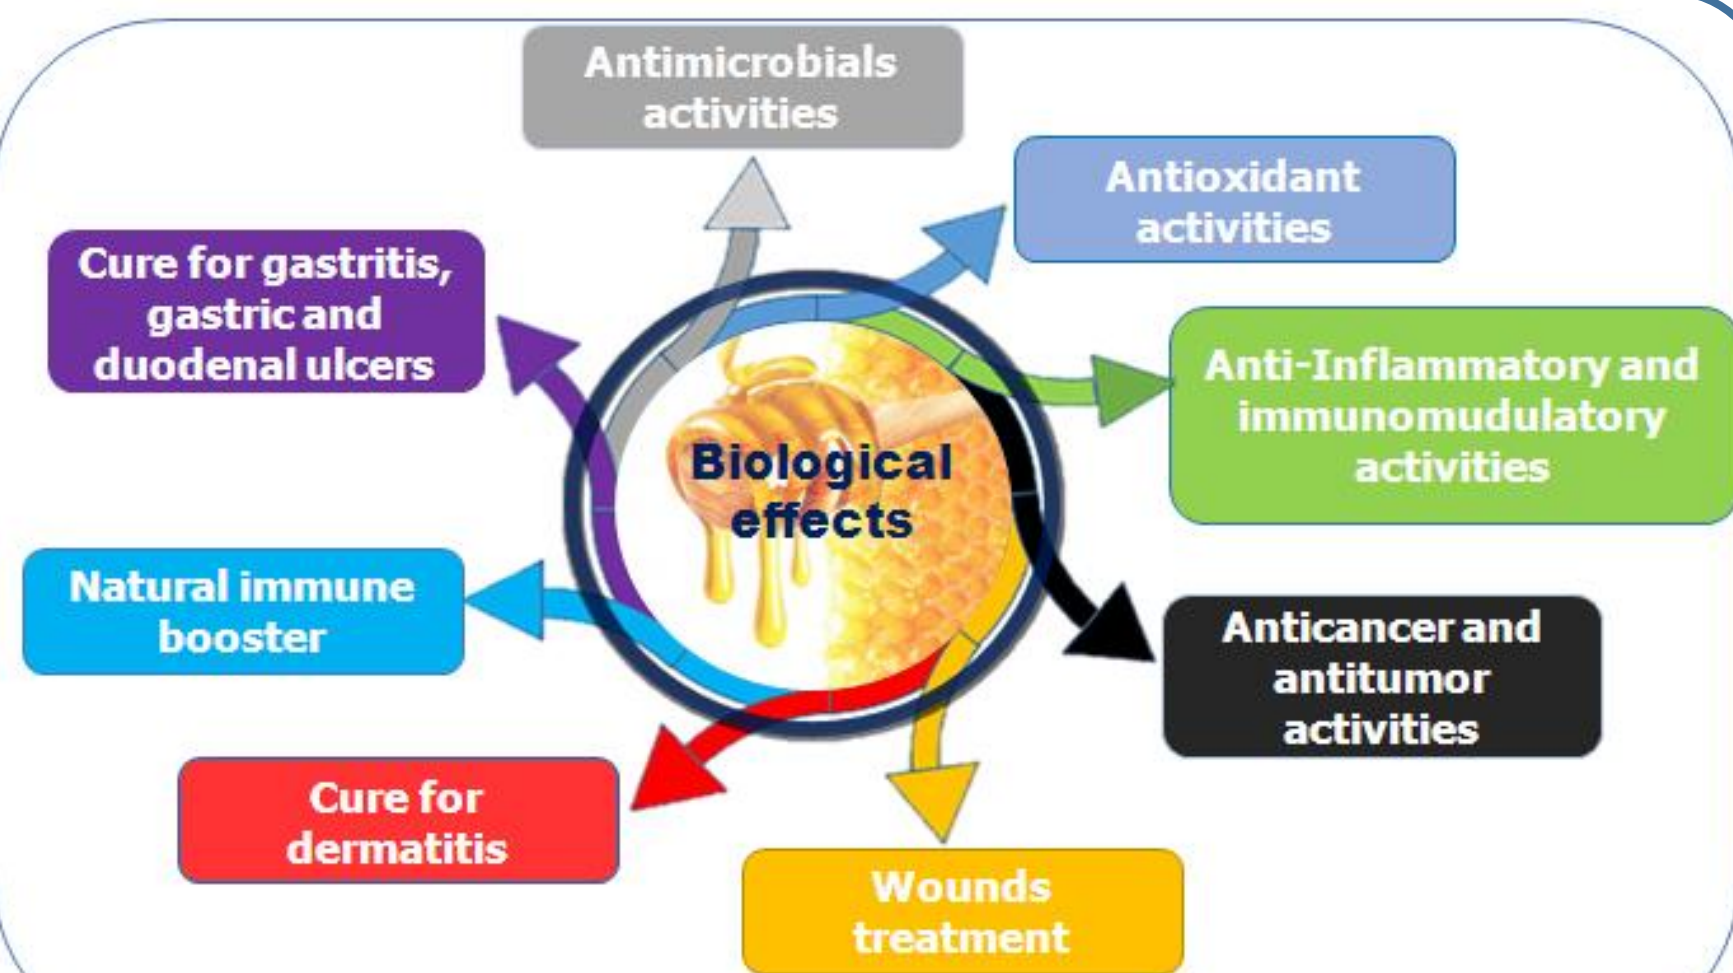 Antimicrobials
activities
Antioxidant
activities
Cure for gastritis,
gastric and
duodenal ulcers
Anti-Inflammatory and
immunomudulatory
activities
Biological
effects
Natural immune
booster
Anticancer and
antitumor
activities
Cure for
dermatitis
Wounds
treatment